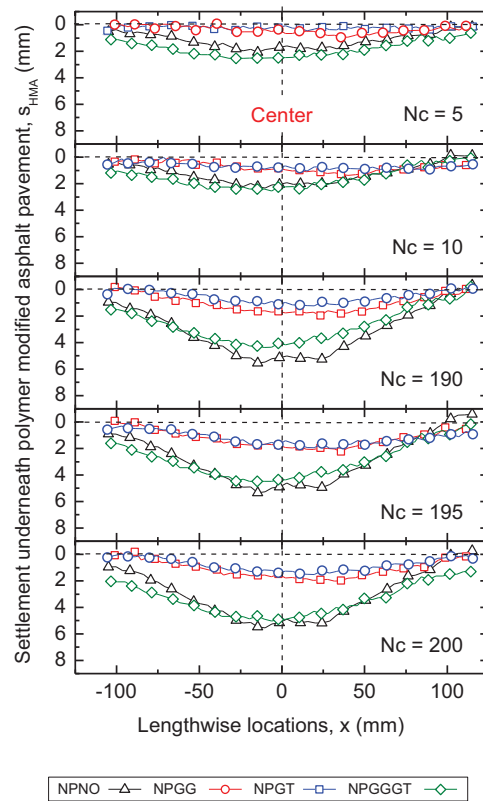 Settlement underneath polymer modified asphalt pavement, sHMA (mm)
0
2
4
6
8
Center
Nc = 5
0
2
4
6
8
Nc = 10
0
2
4
6
8
Nc = 190
0
2
4
6
8
Nc = 195
0
2
4
6
8
Nc = 200
-100 -50 0 50 100
Lengthwise locations, x (mm)
NPNO NPGG NPGT NPGGGT